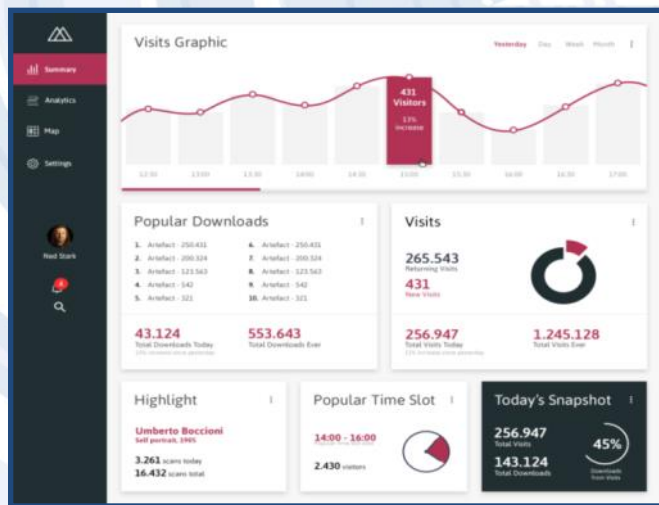 Visits Graphic
Yesterday Day Week Month
Summary
Analytics
Map
Settings
431
Visitors
13%
Increase
12:30 13:00 13:30 14:00 14:30 15:00 15:30 16:00 16:30 17:00
Ned Stark
Popular Downloads
1. Artefact - 250.431
2. Artefact - 200.324
3. Artefact - 123.563
4. Artefact - 542
5. Artefact - 321
6. Artefact - 250.431
7. Artefact - 200.324
8. Artefact - 123.563
9. Artefact - 542
10. Artefact - 321
43.124
Total Downloads Today
553.643
Total Downloads Ever
Visits
265.543
Returning Visits
431
New Visits
256.947
Total Visits Today
1.245.128
Total Visits Ever
Highlight
Umberto Boccioni
Self portrait, 1905
3.261 scans today
16.432 scans total
Popular Time Slot
14:00 - 16:00
2.430 visitors
Today's Snapshot
256.947
Total Visits
143.124
Total Downloads
45%
Downloads
from Visits